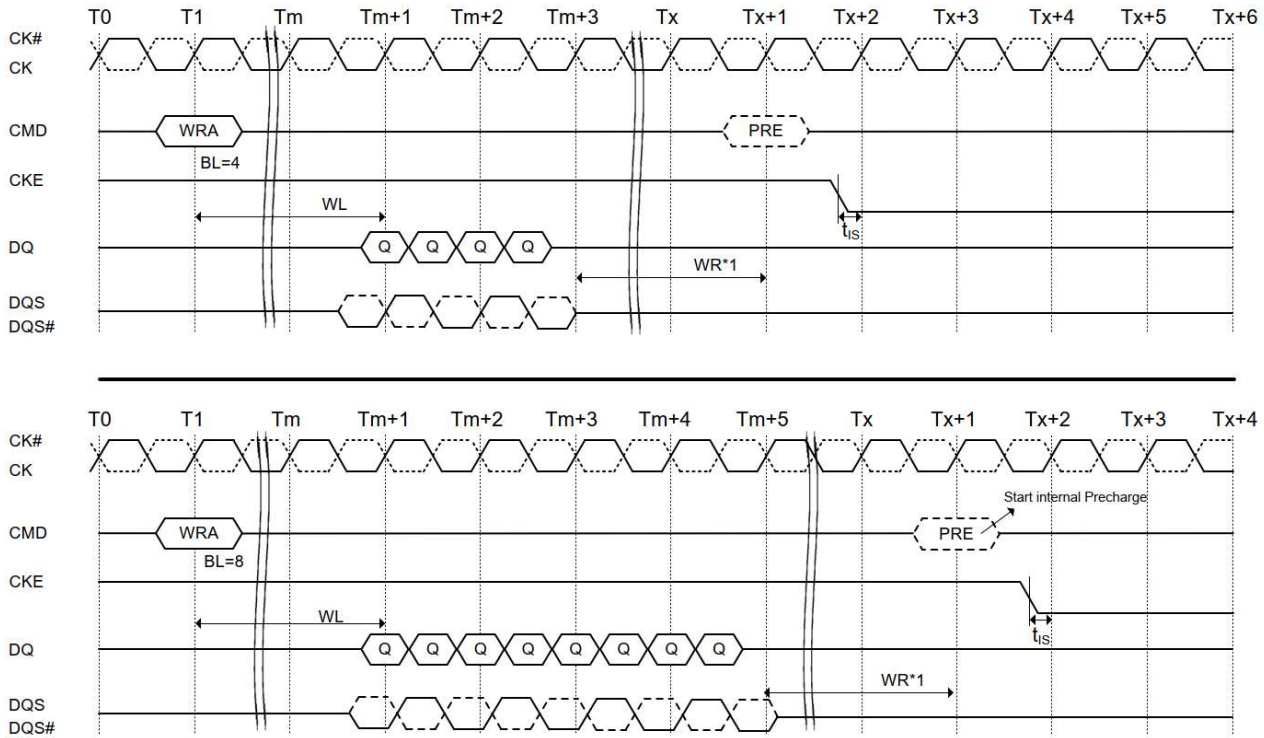 T0 T1 Tm Tm+1 Tm+2 Tm+3 Tx Tx+1 Tx+2 Tx+3 Tx+4 Tx+5 Tx+6
CK#
CK
CMD WRA PRE
BL=4
CKE
WL
tIS
DQ Q Q Q Q
WR*1
DQS
DQS#
T0 T1 Tm Tm+1 Tm+2 Tm+3 Tm+4 Tm+5 Tx Tx+1 Tx+2 Tx+3 Tx+4
CK#
CK
Start internal Precharge
CMD WRA PRE
BL=8
CKE
WL
tIS
DQ Q Q Q Q Q Q Q Q
WR*1
DQS
DQS#